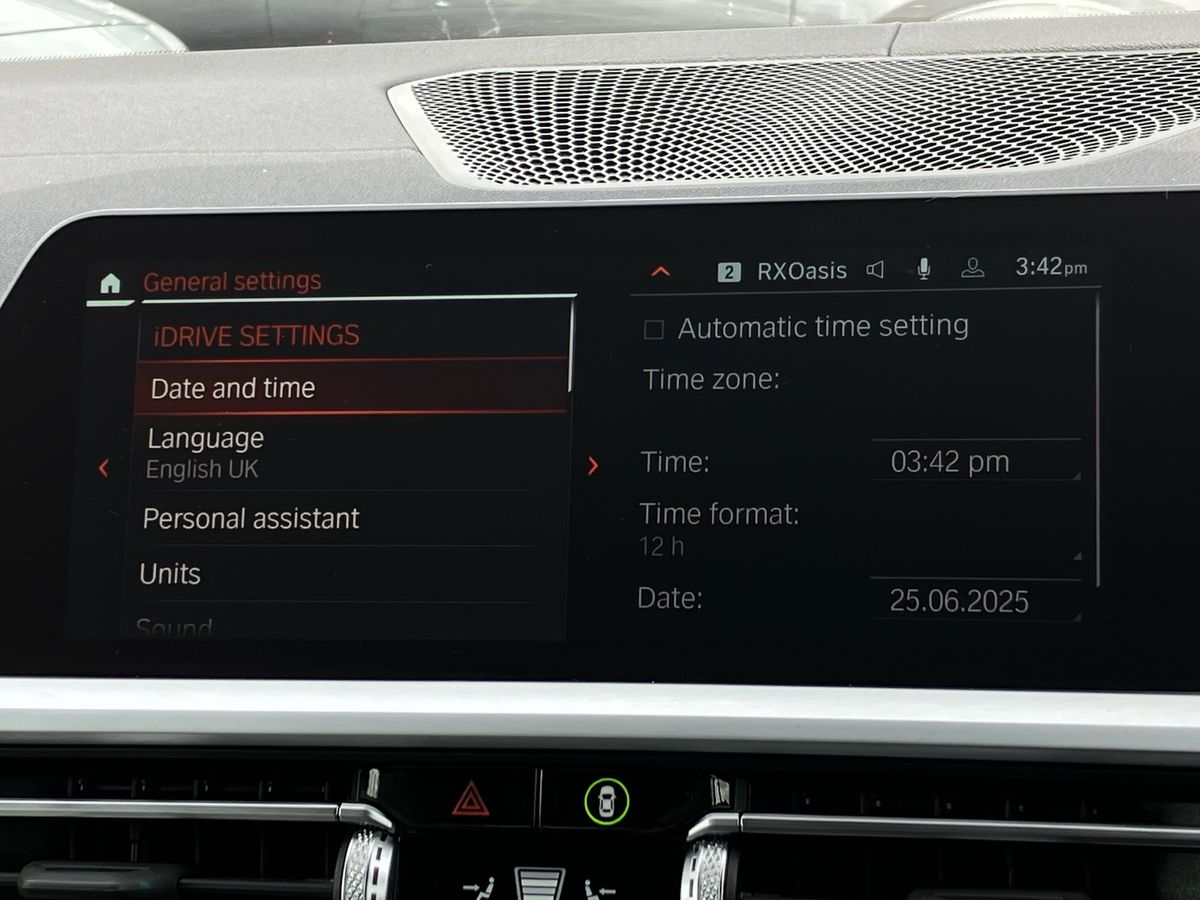 General settings
2 RXOasis 3:42pm
iDRIVE SETTINGS
Date and time
Language
English UK
Personal assistant
Units
Sound
Automatic time setting
Time zone:
Time: 03:42 pm
Time format:
12 h
Date: 25.06.2025